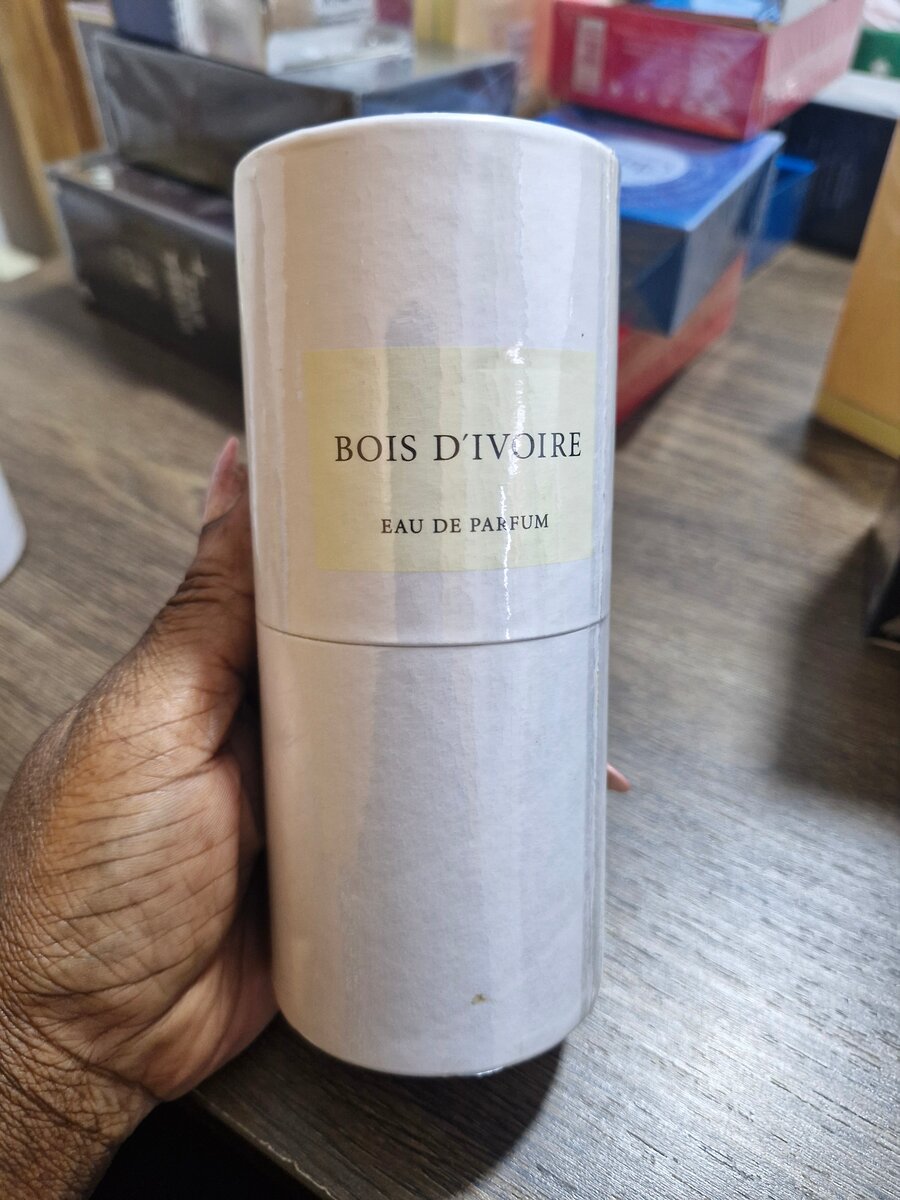 BOIS D´IVOIRE
EAU DE PARFUM